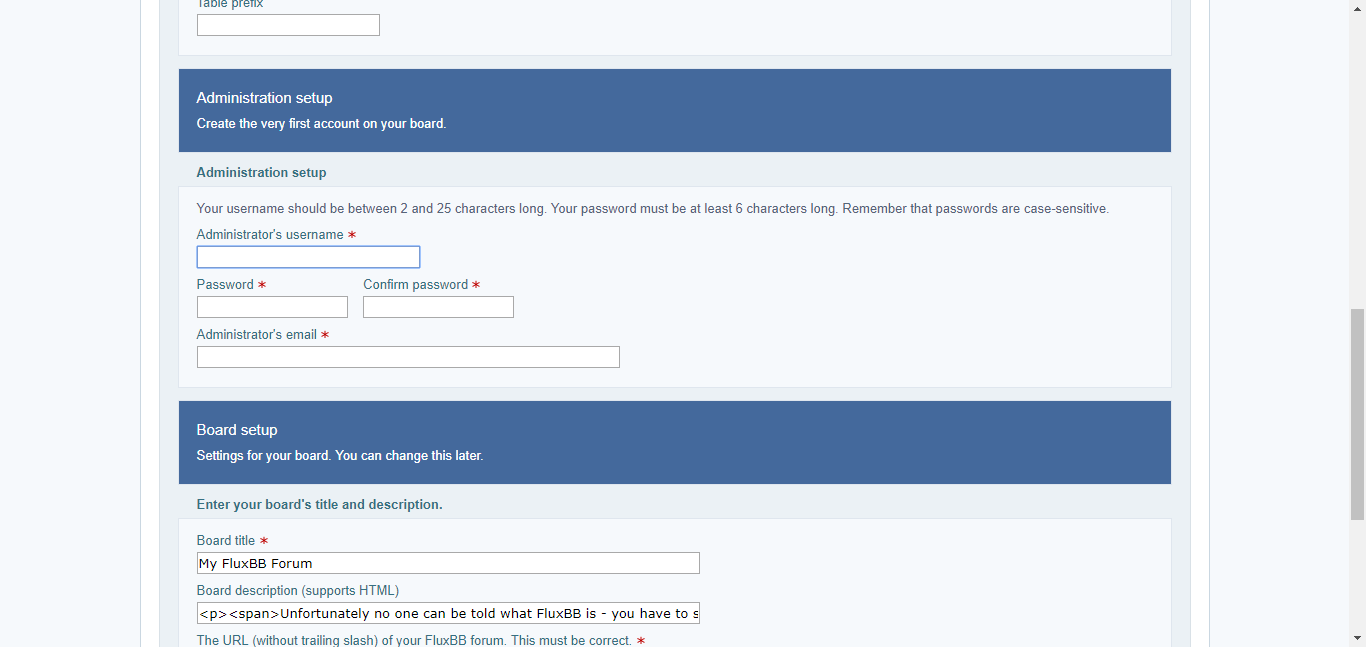 Table prefix
Administration setup
Create the very first account on your board.
Administration setup
Your username should be between 2 and 25 characters long. Your password must be at least 6 characters long. Remember that passwords are case-sensitive.
Administrator's username *
Password * Confirm password *
Administrator's email *
Board setup
Settings for your board. You can change this later.
Enter your board's title and description.
Board title *
My FluxBB Forum
Board description (supports HTML)
<p><span>Unfortunately no one can be told what FluxBB is - you have to s
The URL (without trailing slash) of your FluxBB forum. This must be correct. *